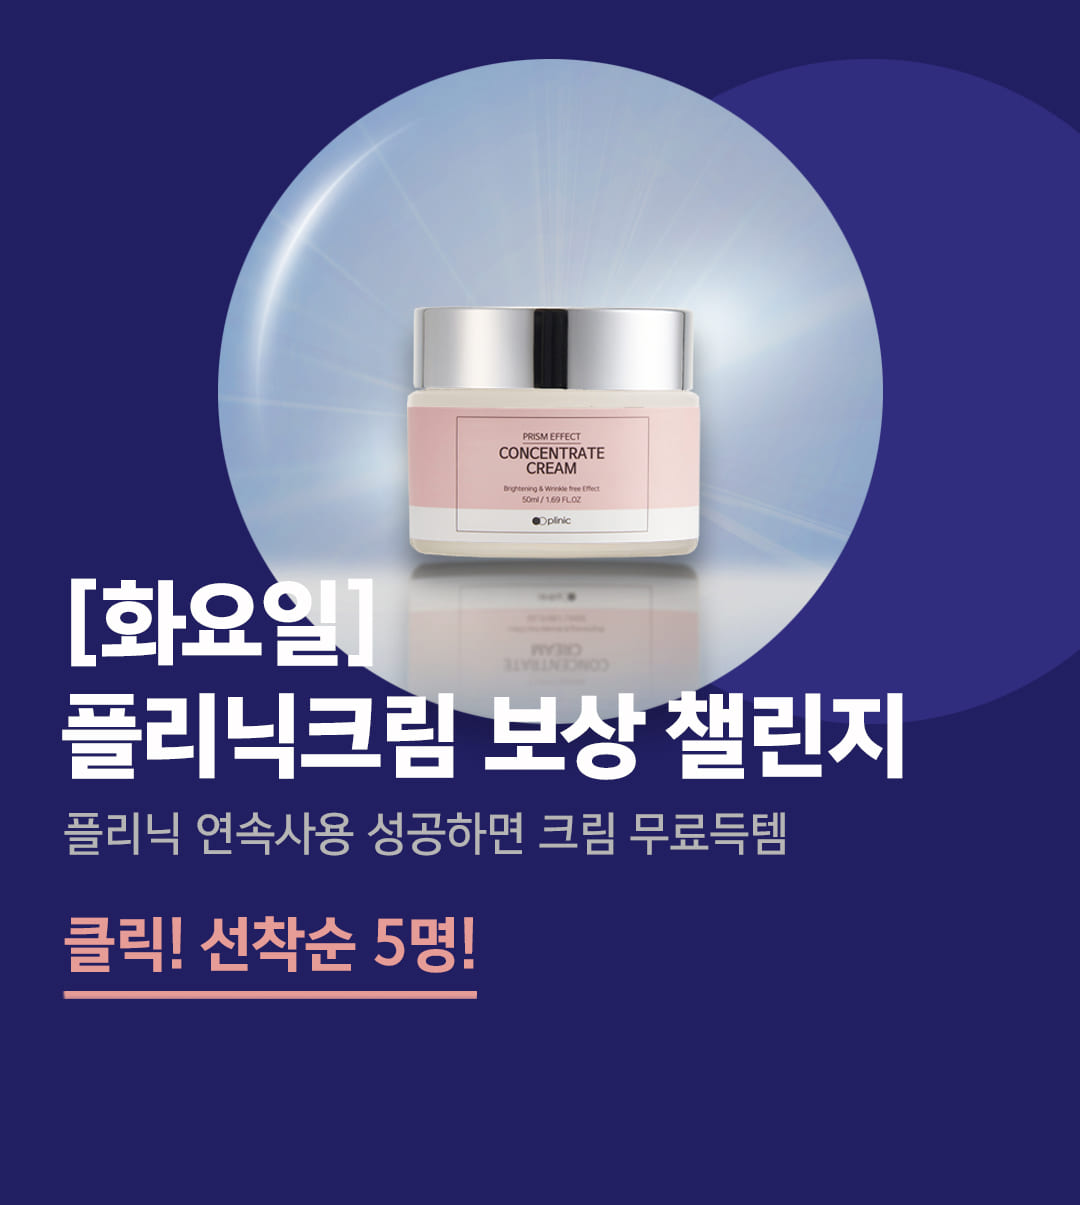 PRISM EFFECT
CONCENTRATE
CREAM
Brightening & Wrinkle free Effect
50ml / 1.69 FL.OZ
plinic
[화요일]
플리닉크림 보상 챌린지
플리닉 연속사용 성공하면 크림 무료득템
클릭! 선착순 5명!